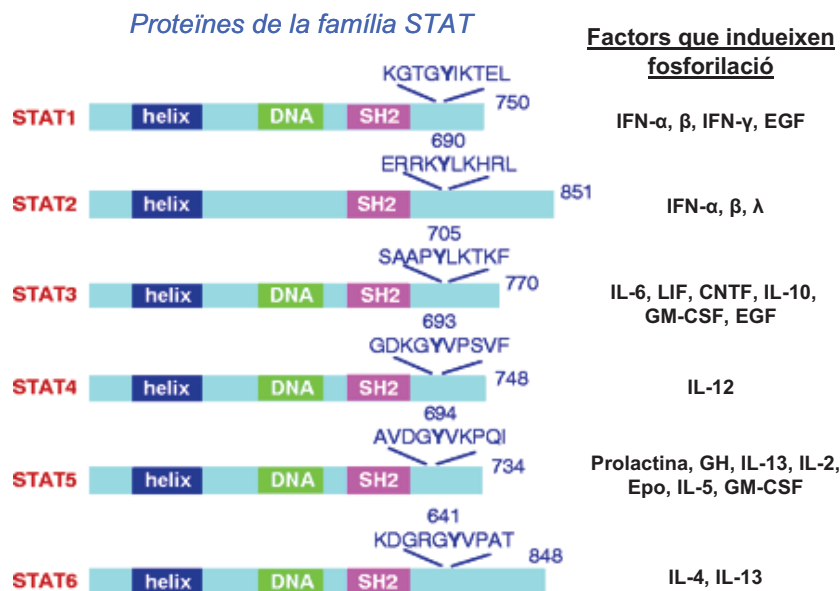 Proteïnes de la família STAT
Factors que indueixen
fosforilació
KGTGYIKTEL
STAT1 helix DNA SH2 750
IFN-α, β, IFN-γ, EGF
690
ERRKYLKHRL
STAT2 helix SH2 851
IFN-α, β, λ
705
SAAPYLKTKF
STAT3 helix DNA SH2 770
IL-6, LIF, CNTF, IL-10,
GM-CSF, EGF
693
GDKGYVPSVF
STAT4 helix DNA SH2 748
IL-12
694
AVDGYVKPQI
STAT5 helix DNA SH2 734
Prolactina, GH, IL-13, IL-2,
Epo, IL-5, GM-CSF
641
KDGRGYVPAT
STAT6 helix DNA SH2 848
IL-4, IL-13